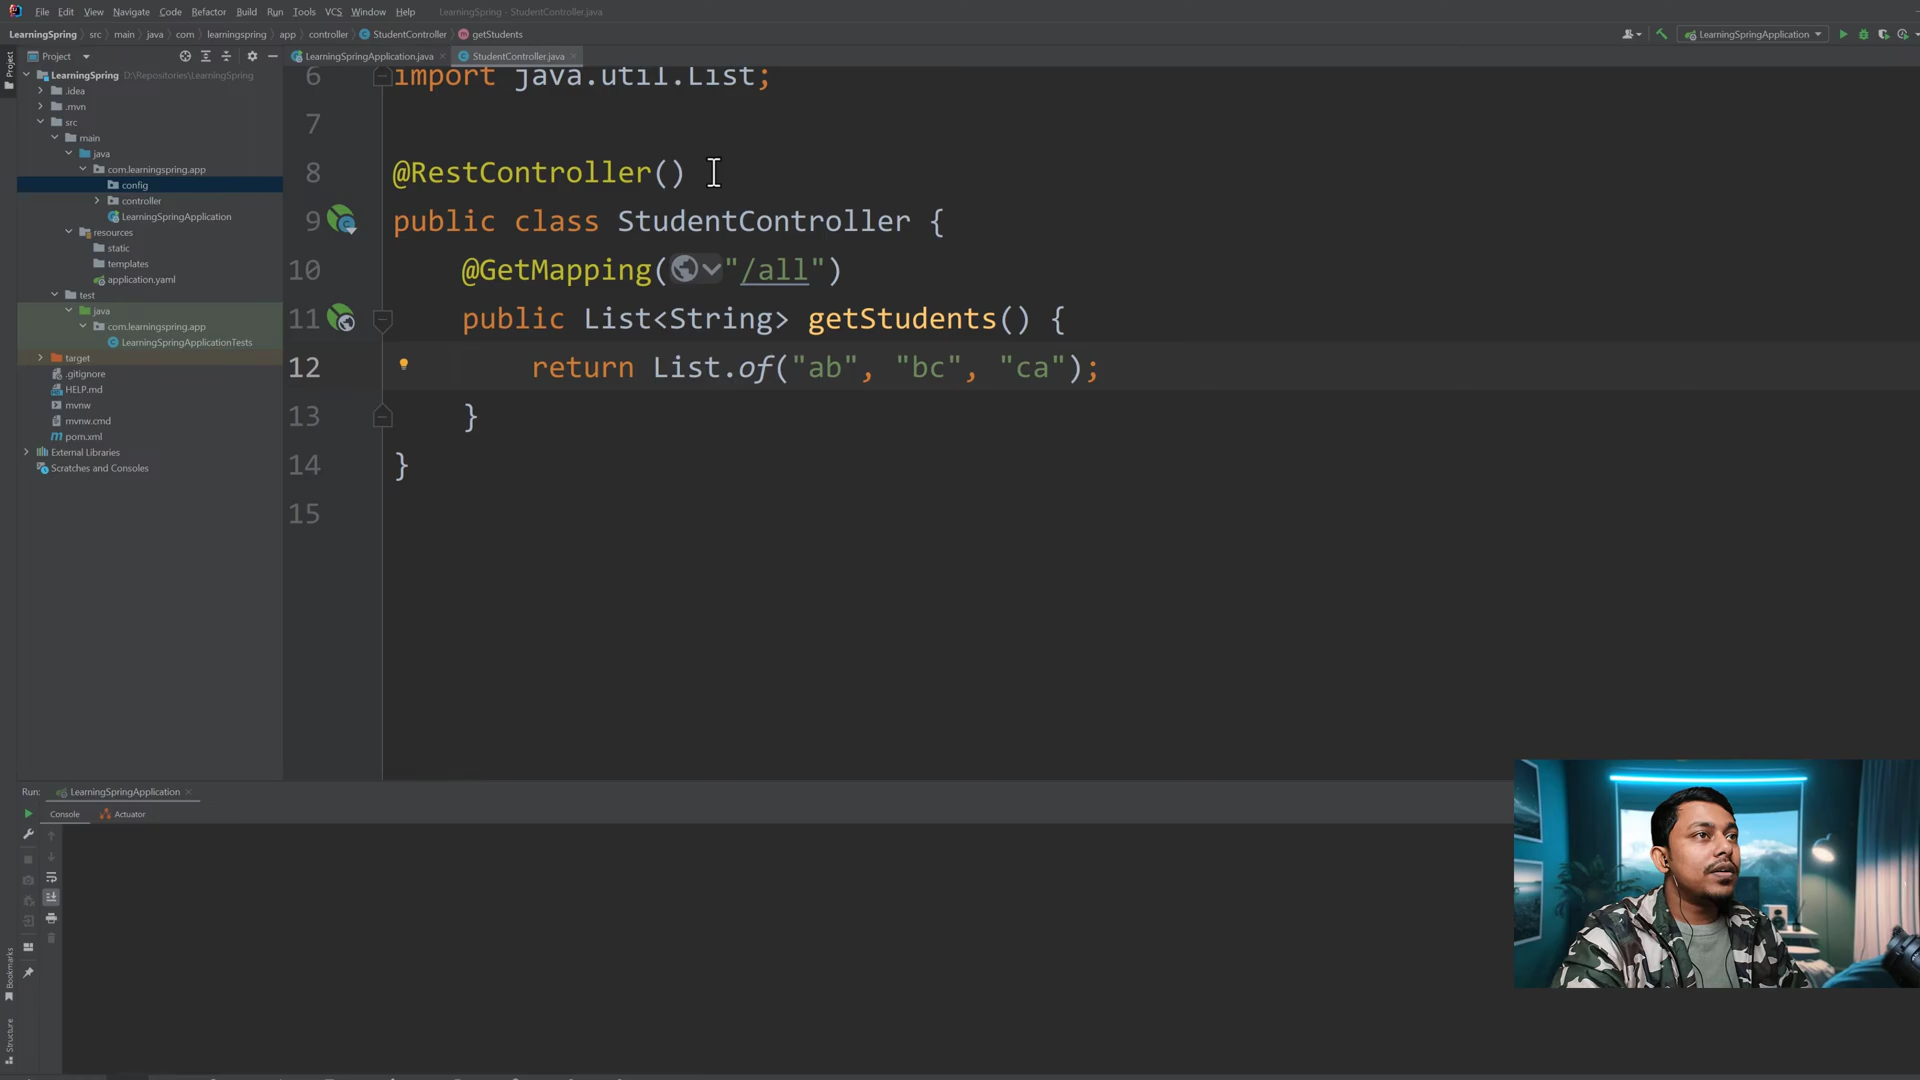 File Edit View Navigate Code Refactor Build Run Tools VCS Window Help LearningSpring - StudentController.java
LearningSpring src main java com learningspring app controller StudentController getStudents
LearningSpringApplication
Project
LearningSpringApplication.java
StudentController.java
Project
LearningSpring D:\Repositories\LearningSpring
.idea
.mvn
src
main
java
com.learningspring.app
config
controller
LearningSpringApplication
resources
static
templates
application.yaml
test
java
com.learningspring.app
LearningSpringApplicationTests
target
.gitignore
HELP.md
mvnw
mvnw.cmd
pom.xml
External Libraries
Scratches and Consoles
6 import java.util.List;
7
8 @RestController()
9 public class StudentController {
10 @GetMapping("/all")
11 public List<String> getStudents() {
12 return List.of("ab", "bc", "ca");
13 }
14 }
15
Run: LearningSpringApplication
Console Actuator
Bookmarks
Structure